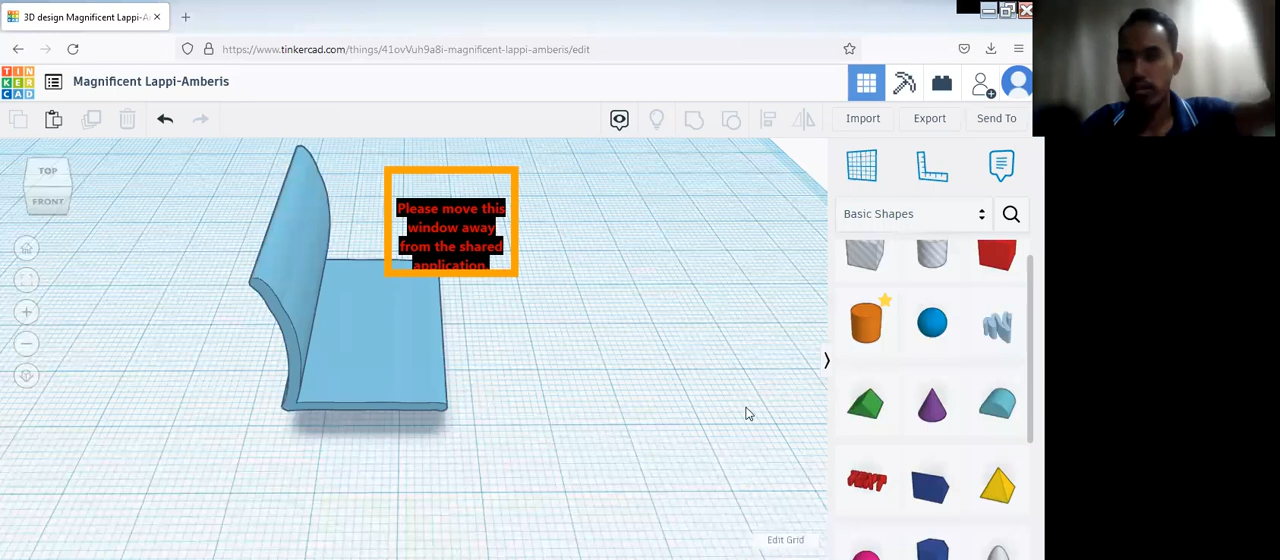 3D design Magnificent Lappi-A
https://www.tinkercad.com/things/41ovVuh9a8i-magnificent-lappi-amberis/edit
TIN
KER
CAD
Magnificent Lappi-Amberis
Import
Export
Send To
TOP
FRONT
Please move this
window away
from the shared
application.
Basic Shapes
TEXT
Edit Grid